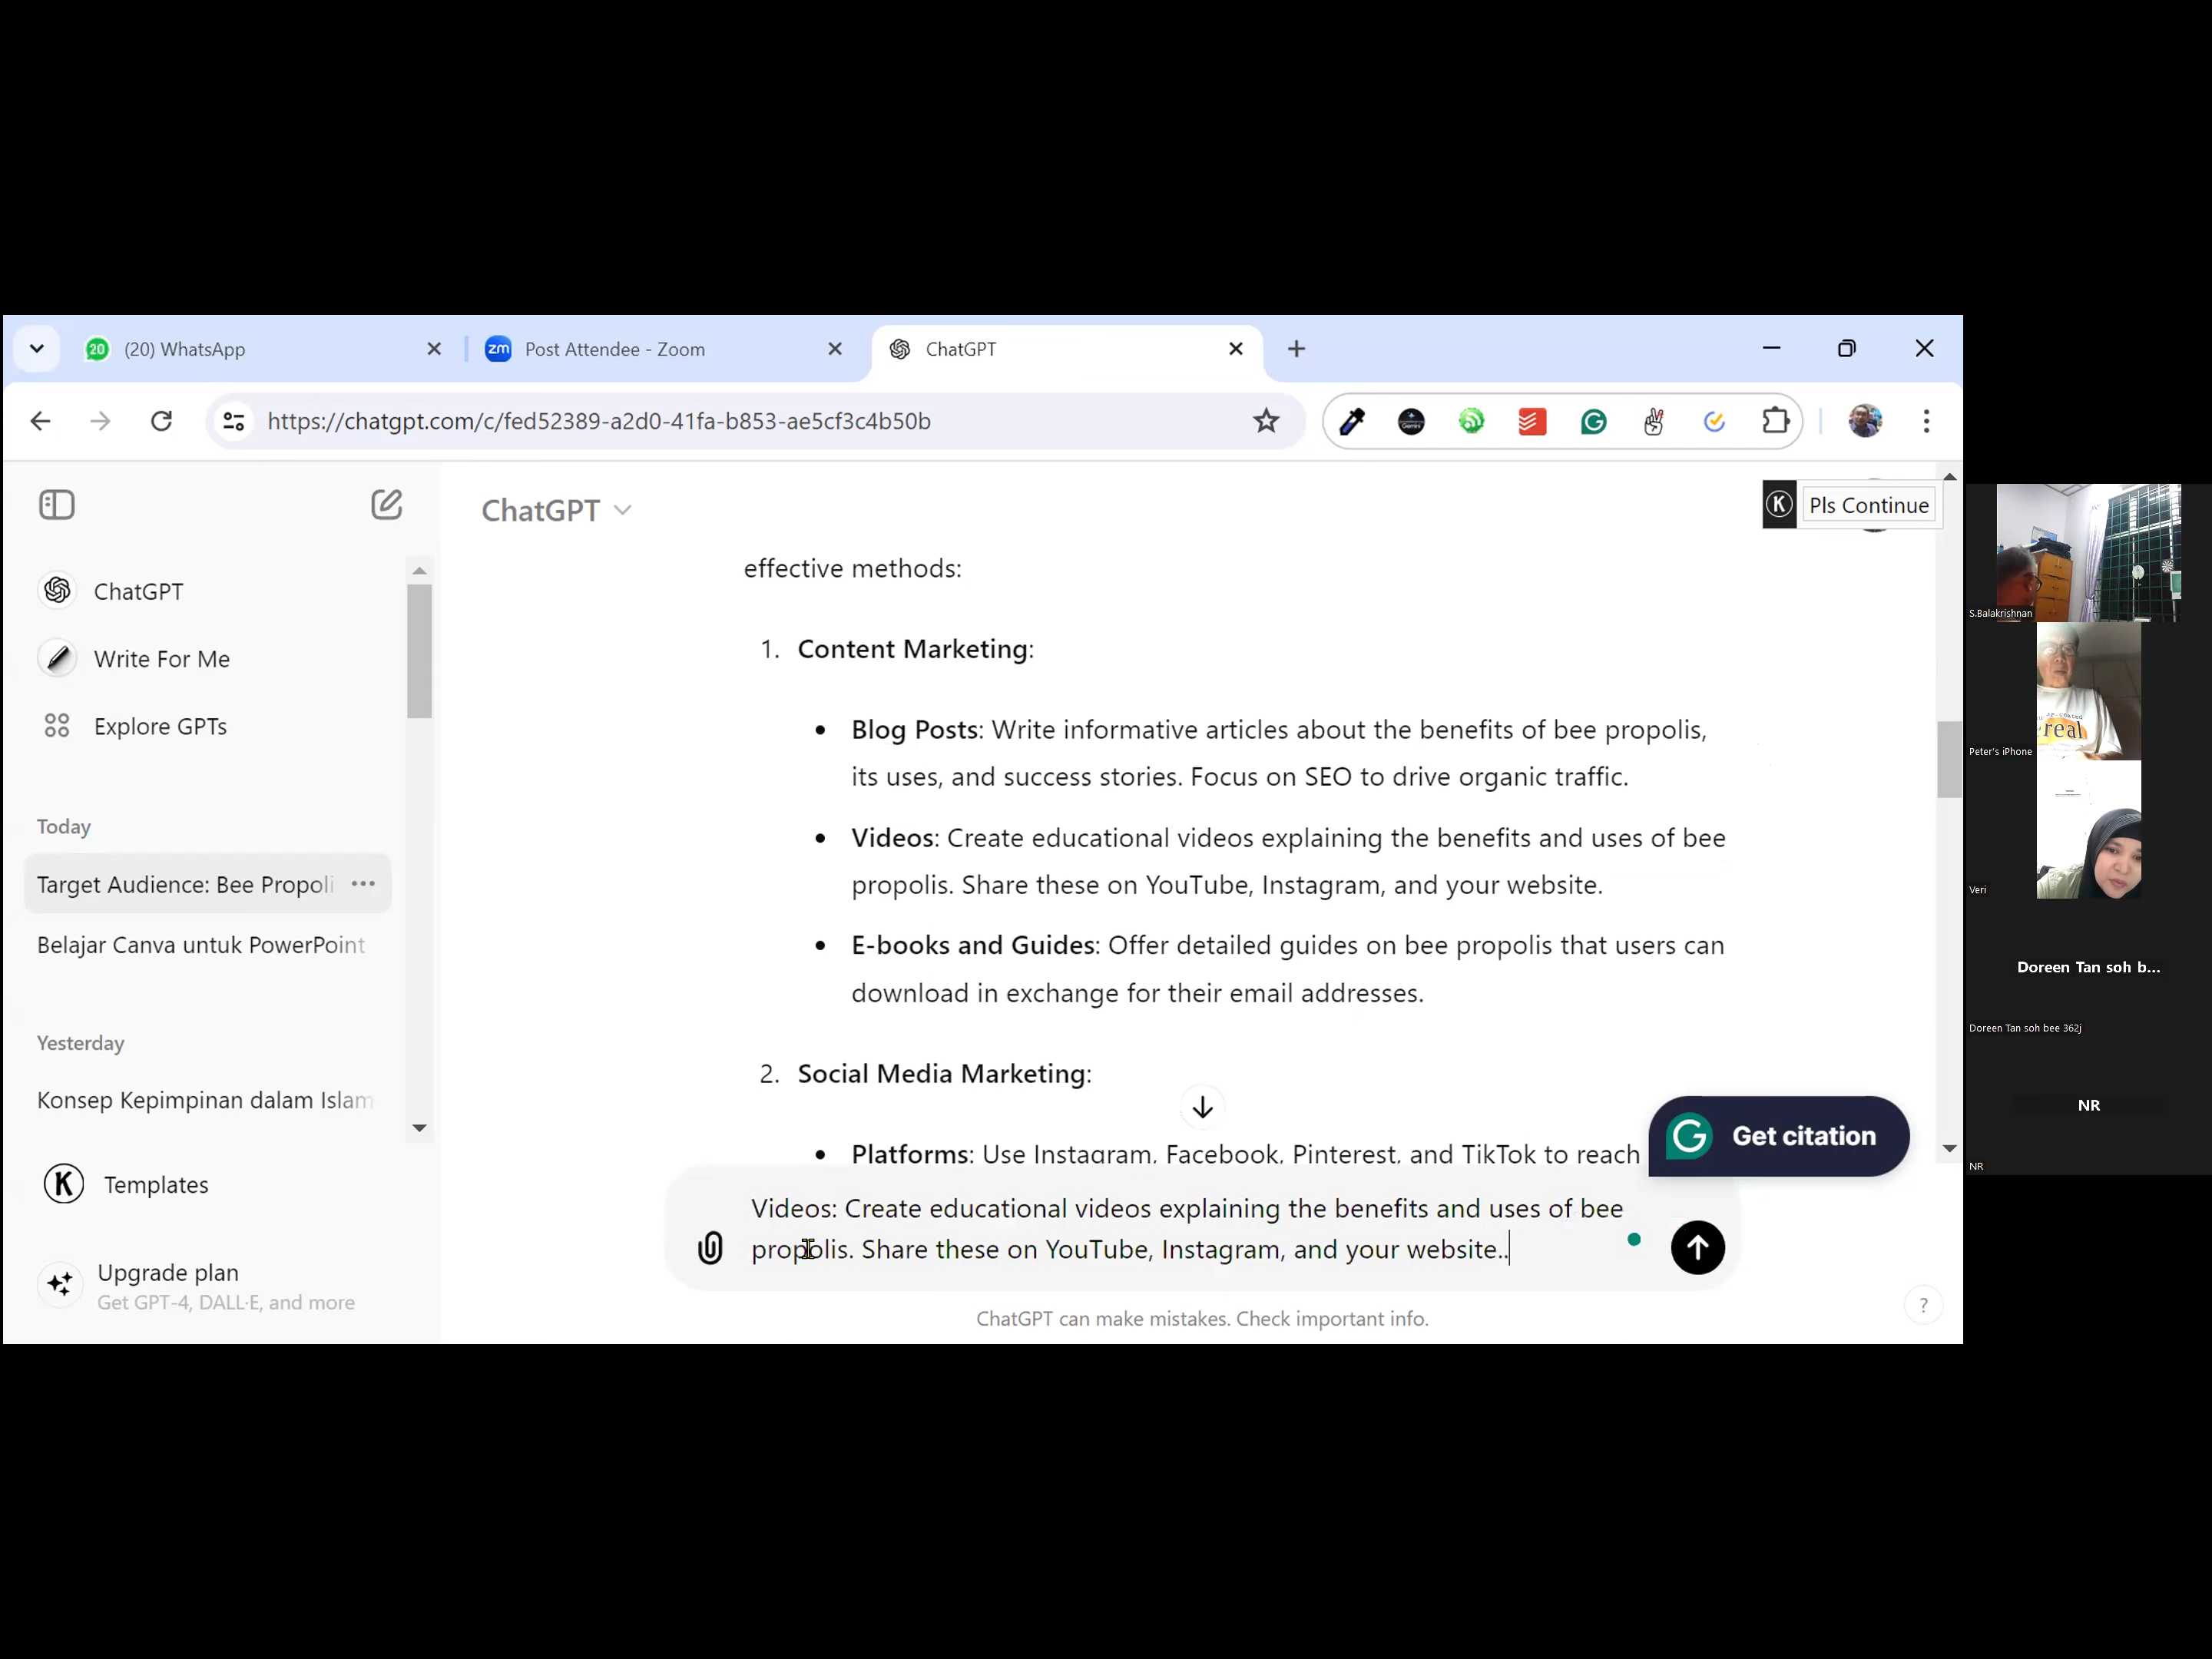 20
(20) WhatsApp
zm
Post Attendee - Zoom
ChatGPT
https://chatgpt.com/c/fed52389-a2d0-41fa-b853-ae5cf3c4b50b
ChatGPT
Write For Me
Explore GPTs
Today
Target Audience: Bee Propoli
Belajar Canva untuk PowerPoint
Yesterday
Konsep Kepimpinan dalam Islam
K Templates
Upgrade plan
Get GPT-4, DALL·E, and more
ChatGPT
K Pls Continue
effective methods:
1. Content Marketing:
Blog Posts: Write informative articles about the benefits of bee propolis,
its uses, and success stories. Focus on SEO to drive organic traffic.
Videos: Create educational videos explaining the benefits and uses of bee
propolis. Share these on YouTube, Instagram, and your website.
E-books and Guides: Offer detailed guides on bee propolis that users can
download in exchange for their email addresses.
2. Social Media Marketing:
Platforms: Use Instagram, Facebook, Pinterest, and TikTok to reach
Get citation
Videos: Create educational videos explaining the benefits and uses of bee
propolis. Share these on YouTube, Instagram, and your website..
ChatGPT can make mistakes. Check important info.
?
S.Balakrishnan
real
Peter's iPhone
Veri
Doreen Tan soh b...
Doreen Tan soh bee 362j
NR
NR